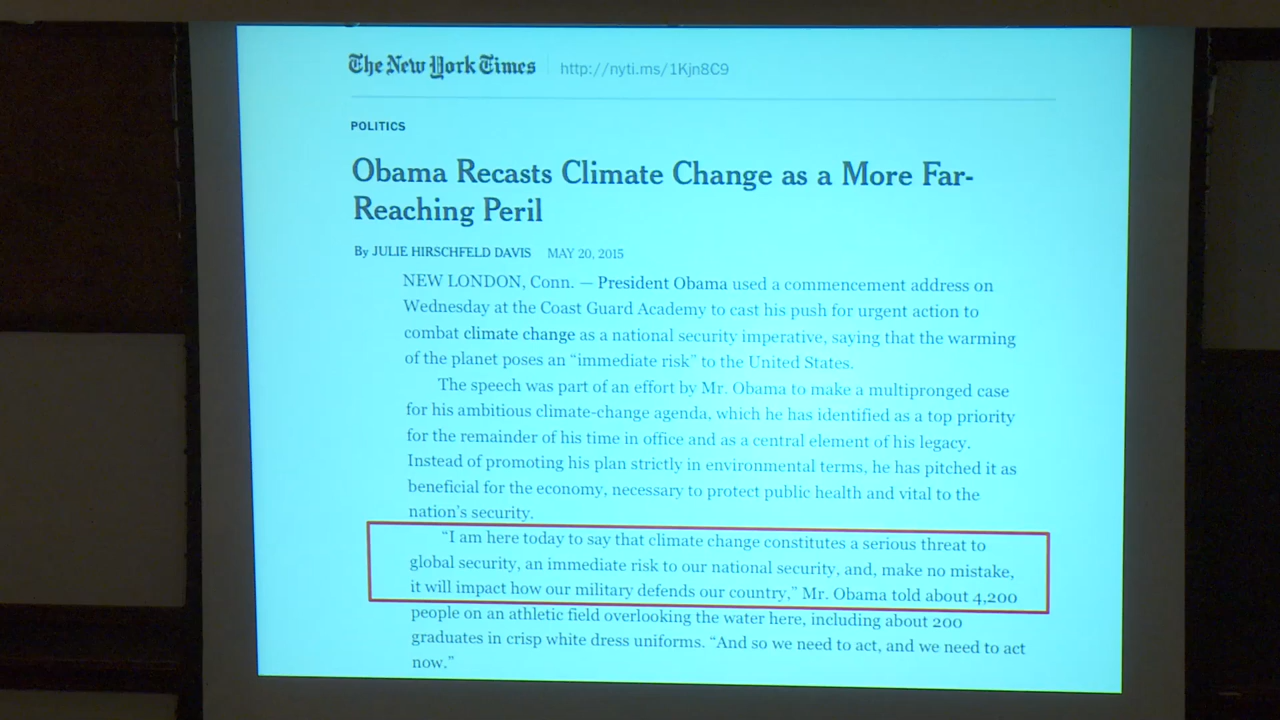 The New York Times http://nyti.ms/1Kjn8C9
POLITICS
Obama Recasts Climate Change as a More Far-
Reaching Peril
By JULIE HIRSCHFELD DAVIS MAY 20, 2015
NEW LONDON, Conn. — President Obama used a commencement address on
Wednesday at the Coast Guard Academy to cast his push for urgent action to
combat climate change as a national security imperative, saying that the warming
of the planet poses an “immediate risk” to the United States.
The speech was part of an effort by Mr. Obama to make a multipronged case
for his ambitious climate-change agenda, which he has identified as a top priority
for the remainder of his time in office and as a central element of his legacy.
Instead of promoting his plan strictly in environmental terms, he has pitched it as
beneficial for the economy, necessary to protect public health and vital to the
nation’s security.
“I am here today to say that climate change constitutes a serious threat to
global security, an immediate risk to our national security, and, make no mistake,
it will impact how our military defends our country,” Mr. Obama told about 4,200
people on an athletic field overlooking the water here, including about 200
graduates in crisp white dress uniforms. “And so we need to act, and we need to act
now.”